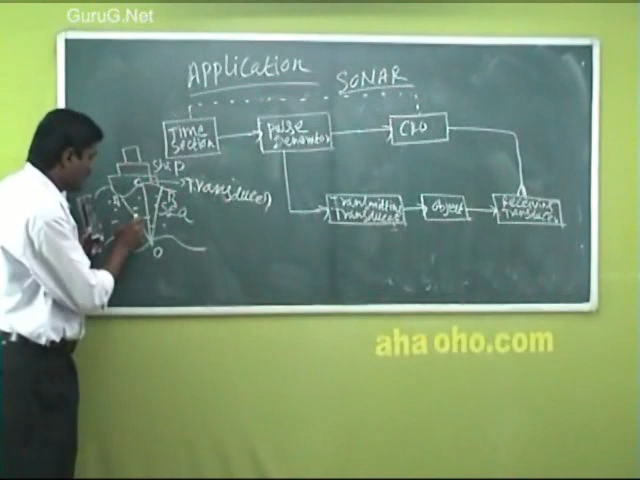 GuruG.Net
Application SONAR
Time Section
Pulse Generator
CRO
Ship
Transducer
A
B
Sea
O
Transmitting Transducer
object
Receiving Transducer
aha oho.com